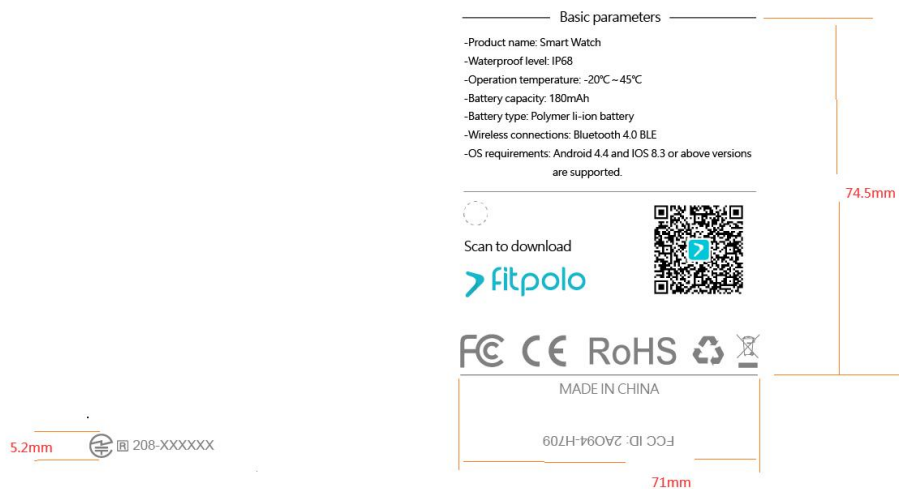 Basic parameters
-Product name: Smart Watch
-Waterproof level: IP68
-Operation temperature: -20℃ ~ 45℃
-Battery capacity: 180mAh
-Battery type: Polymer li-ion battery
-Wireless connections: Bluetooth 4.0 BLE
-OS requirements: Android 4.4 and IOS 8.3 or above versions
are supported.
74.5mm
Scan to download
fitpolo
FC CE RoHS
MADE IN CHINA
5.2mm
R 208-XXXXXX
FCC ID: 2AO94-H709
71mm